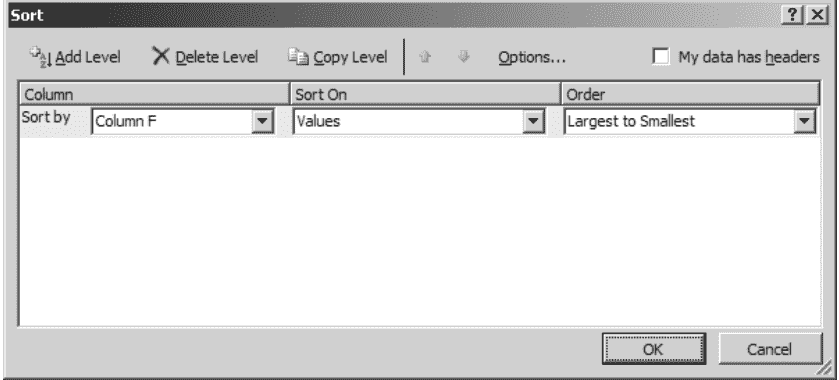 Sort
Add Level Delete Level Copy Level Options... My data has headers
Column Sort On Order
Sort by Column F Values Largest to Smallest
OK Cancel